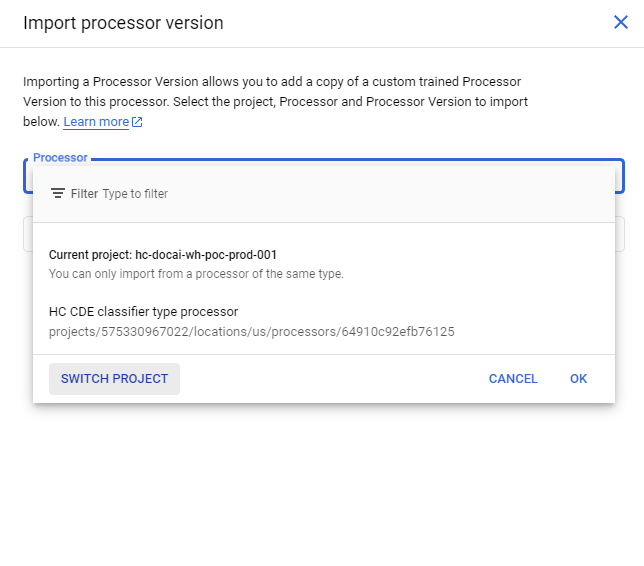 Import processor version
Importing a Processor Version allows you to add a copy of a custom trained Processor
Version to this processor. Select the project, Processor and Processor Version to import
below. Learn more
Processor
Filter Type to filter
Current project: hc-docai-wh-poc-prod-001
You can only import from a processor of the same type.
HC CDE classifier type processor
projects/575330967022/locations/us/processors/64910c92efb76125
SWITCH PROJECT CANCEL OK